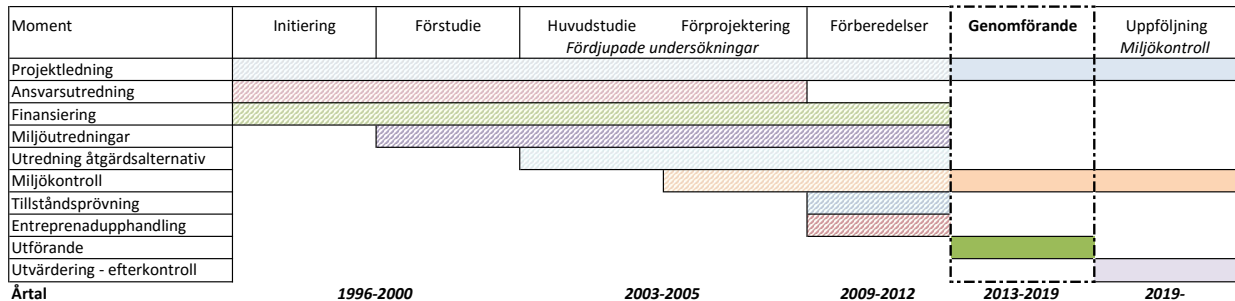 Moment Initiering Förstudie Huvudstudie Förprojektering Förberedelser Genomförande Uppföljning
Fördjupade undersökningar Miljökontroll
Projektledning
Ansvarsutredning
Finansiering
Miljöutredningar
Utredning åtgärdsalternativ
Miljökontroll
Tillståndsprövning
Entreprenadupphandling
Utförande
Utvärdering - efterkontroll
Årtal 1996-2000 2003-2005 2009-2012 2013-2019 2019-